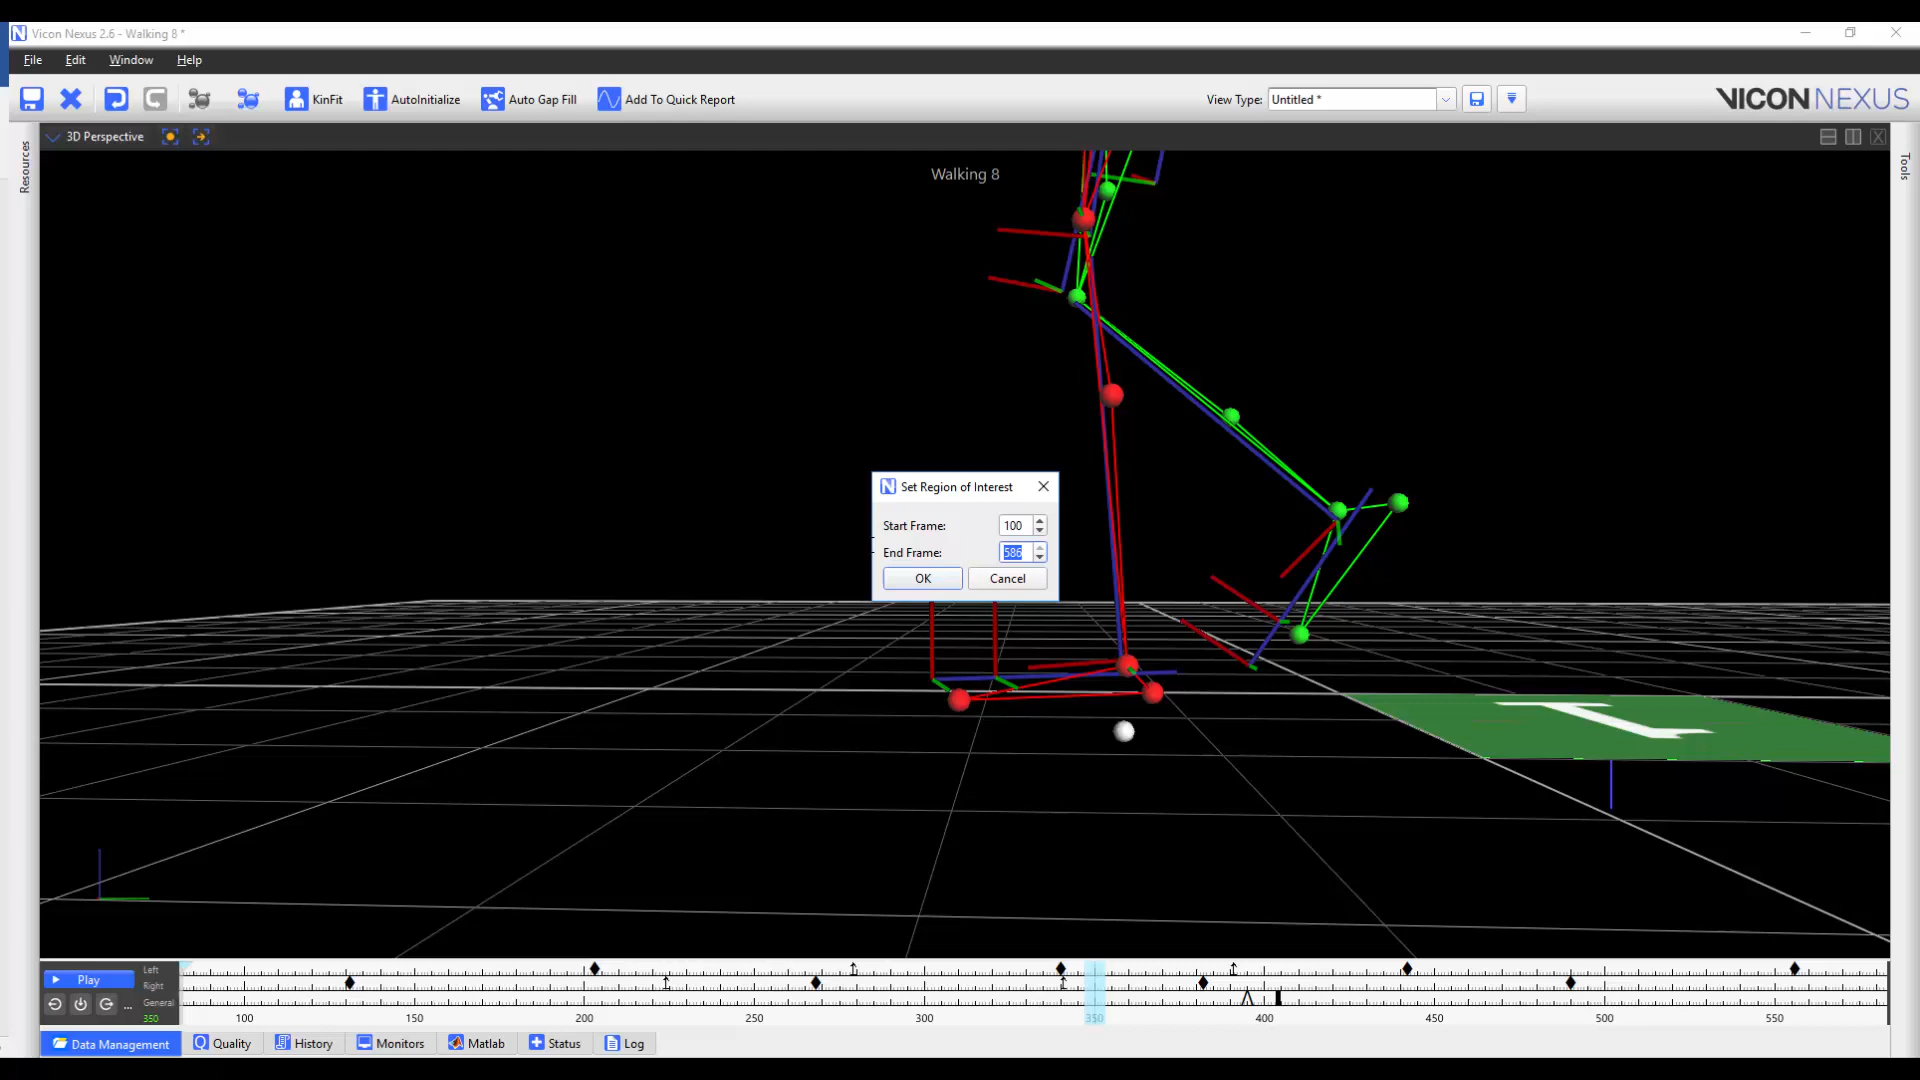 Vicon Nexus 2.6 - Walking 8 *
File Edit Window Help
KinFit AutoInitialize Auto Gap Fill Add To Quick Report View Type: Untitled * VICON NEXUS
Resources
3D Perspective
Tools
Walking 8
Set Region of Interest
Start Frame: 100
End Frame: 586
OK Cancel
Play
Left
Right
General
...
350
100 150 200 250 300 350 400 450 500 550
Data Management Quality History Monitors Matlab Status Log